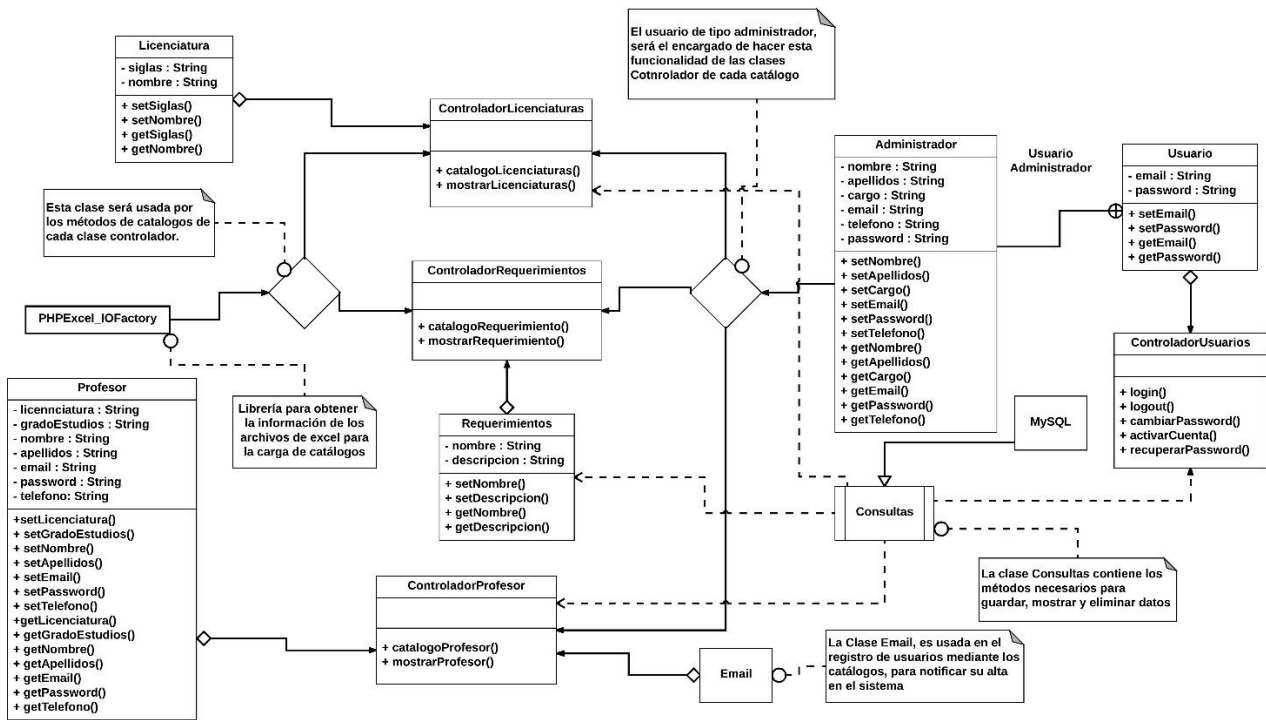 Licenciatura
- siglas : String
- nombre : String
+ setSiglas()
+ setNombre()
+ getSiglas()
+ getNombre()
El usuario de tipo administrador,
será el encargado de hacer esta
funcionalidad de las clases
Cotnrolador de cada catálogo
ControladorLicenciaturas
+ catalogoLicenciaturas()
+ mostrarLicenciaturas()
Administrador
- nombre : String
- apellidos : String
- cargo : String
- email : String
- telefono : String
- password : String
+ setNombre()
+ setApellidos()
+ setCargo()
+ setEmail()
+ setPassword()
+ setTelefono()
+ getNombre()
+ getApellidos()
+ getCargo()
+ getEmail()
+ getPassword()
+ getTelefono()
Usuario
Administrador
Usuario
- email : String
- password : String
+ setEmail()
+ setPassword()
+ getEmail()
+ getPassword()
Esta clase será usada por
los métodos de catalogos de
cada clase controlador.
ControladorRequerimientos
+ catalogoRequerimiento()
+ mostrarRequerimiento()
PHPExcel_IOFactory
ControladorUsuarios
+ login()
+ logout()
+ cambiarPassword()
+ activarCuenta()
+ recuperarPassword()
Profesor
- licennciatura : String
- gradoEstudios : String
- nombre : String
- apellidos : String
- email : String
- password : String
- telefono: String
+setLicenciatura()
+ setGradoEstudios()
+ setNombre()
+ setApellidos()
+ setEmail()
+ setPassword()
+ setTelefono()
+getLicenciatura()
+ getGradoEstudios()
+ getNombre()
+ getApellidos()
+ getEmail()
+ getPassword()
+ getTelefono()
Librería para obtener
la información de los
archivos de excel para
la carga de catálogos
Requerimientos
- nombre : String
- descripcion : String
+ setNombre()
+ setDescripcion()
+ getNombre()
+ getDescripcion()
MySQL
Consultas
La clase Consultas contiene los
métodos necesarios para
guardar, mostrar y eliminar datos
ControladorProfesor
+ catalogoProfesor()
+ mostrarProfesor()
Email
La Clase Email, es usada en el
registro de usuarios mediante los
catálogos, para notificar su alta
en el sistema